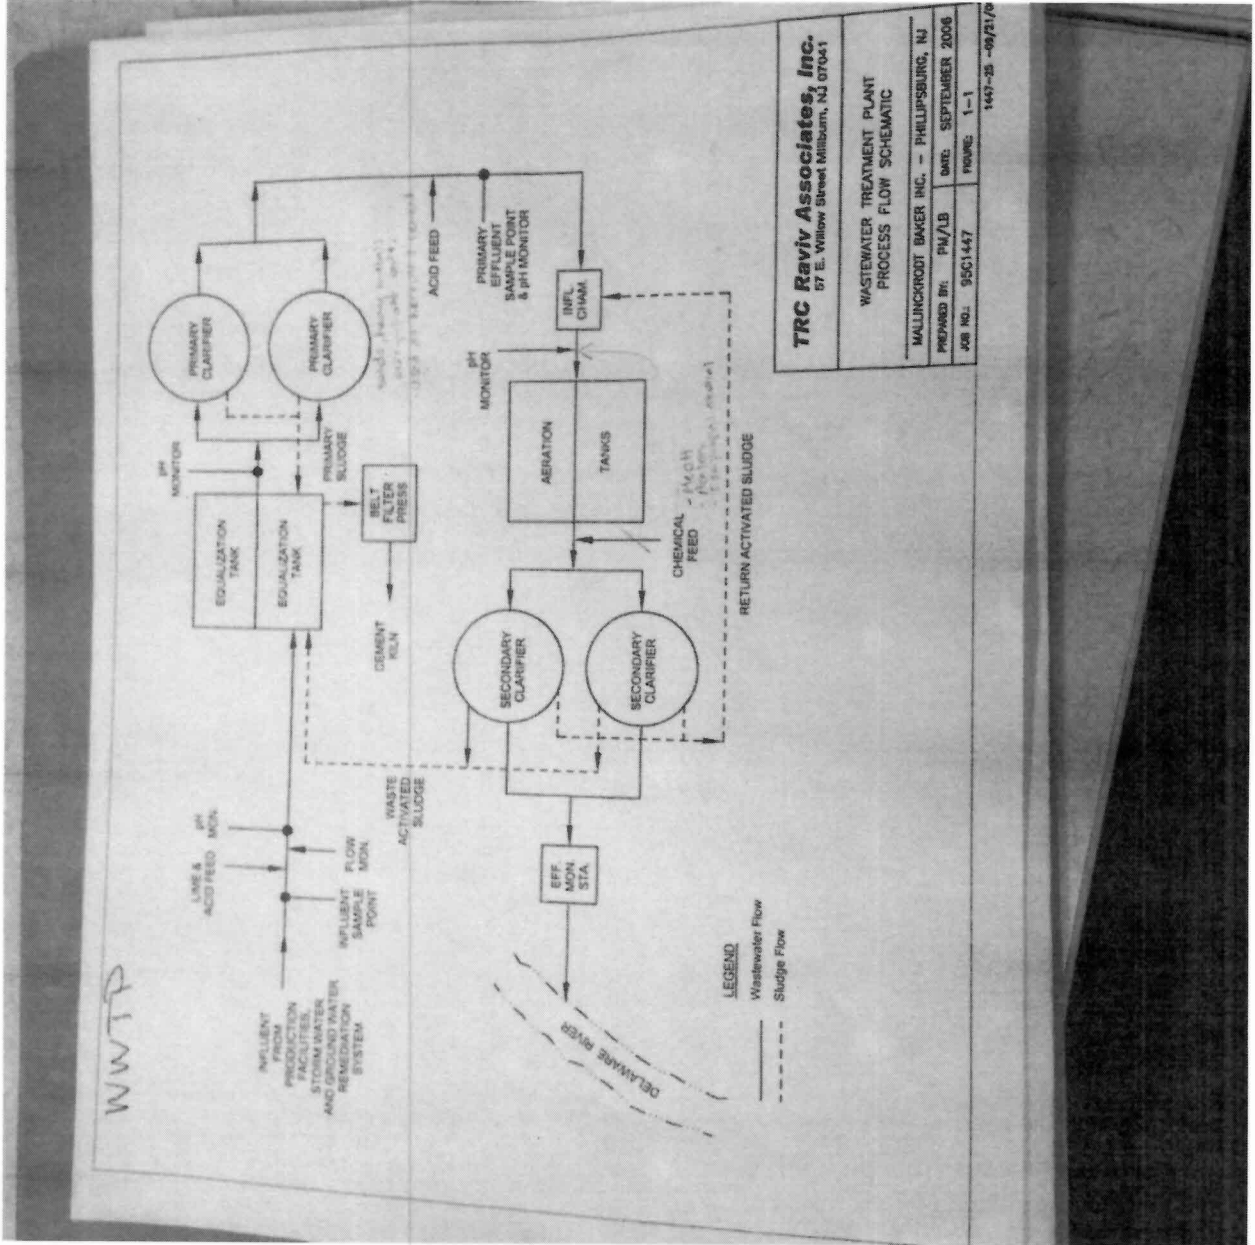 WWTP
INFLUENT
FROM
PRODUCTION
FACILITIES,
STORM WATER
AND GROUND WATER
REMEDIATION
SYSTEM
LIME &
ACID FEED
pH
MON.
INFLUENT
SAMPLE
POINT
FLOW
MON.
EQUALIZATION
TANK
EQUALIZATION
TANK
pH
MONITOR
PRIMARY
CLARIFIER
PRIMARY
CLARIFIER
PRIMARY
SLUDGE
BELT
FILTER
PRESS
CEMENT
KILN
WASTE
ACTIVATED
SLUDGE
ACID FEED
PRIMARY
EFFLUENT
SAMPLE POINT
& pH MONITOR
INFL.
CHAM.
pH
MONITOR
AERATION
TANKS
CHEMICAL
FEED
SECONDARY
CLARIFIER
SECONDARY
CLARIFIER
RETURN ACTIVATED SLUDGE
EFF.
MON.
STA.
DELAWARE RIVER
LEGEND
Wastewater Flow
Sludge Flow
TRC Raviv Associates, Inc.
57 E. Willow Street Millburn, NJ 07041
WASTEWATER TREATMENT PLANT
PROCESS FLOW SCHEMATIC
MALLINCKRODT BAKER INC. - PHILLIPSBURG, NJ
PREPARED BY: PM/LB DATE: SEPTEMBER 2006
JOB NO.: 95C1447 FIGURE: 1-1